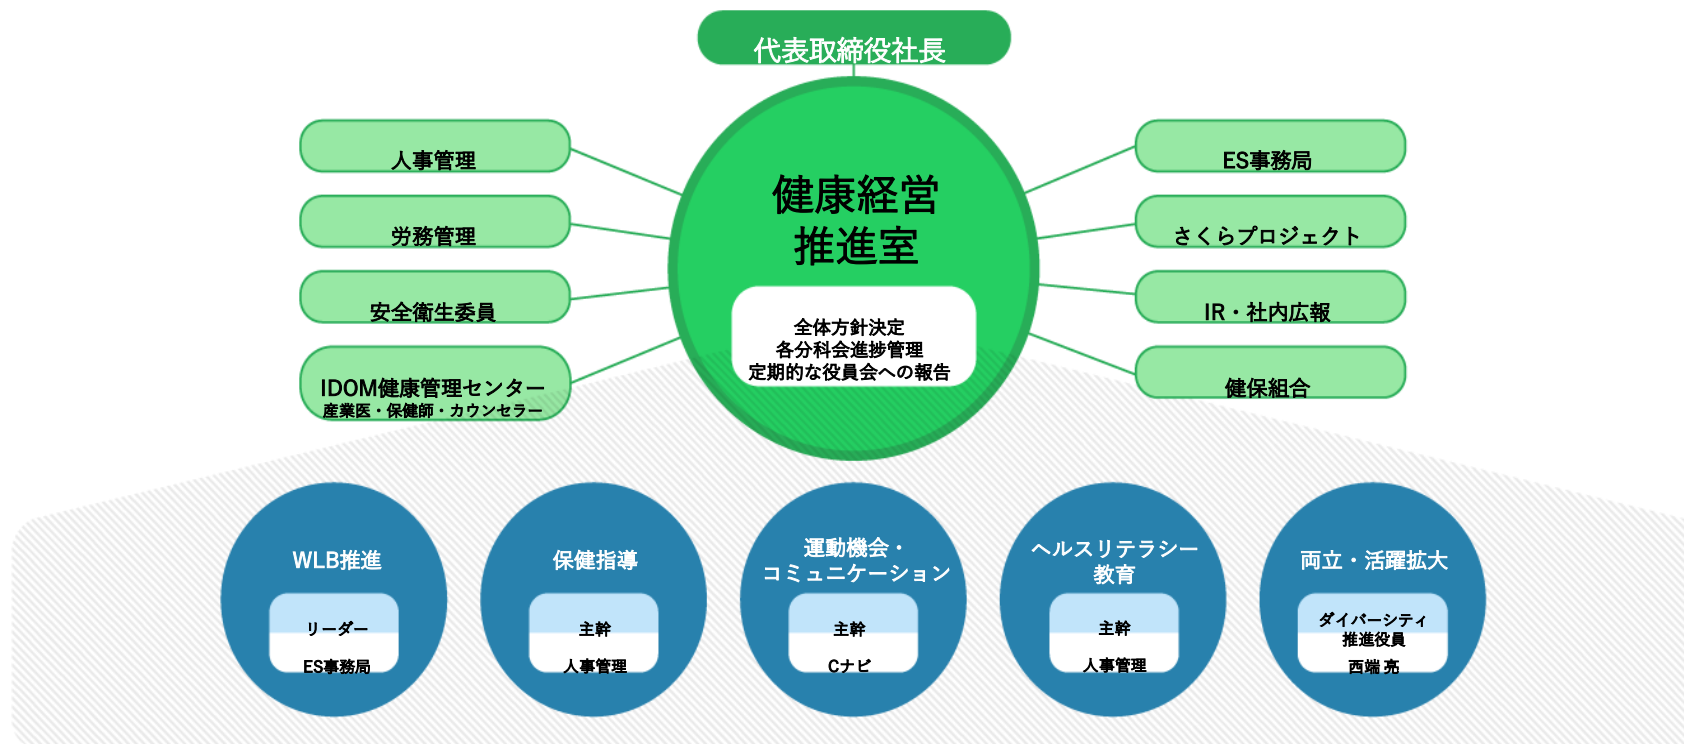 代表取締役社長
健康経営
推進室
全体方針決定
各分科会進捗管理
定期的な役員会への報告
人事管理
労務管理
安全衛生委員
IDOM健康管理センター
産業医・保健師・カウンセラー
ES事務局
さくらプロジェクト
IR・社内広報
健保組合
WLB推進
リーダー
ES事務局
保健指導
主幹
人事管理
運動機会・
コミュニケーション
主幹
Cナビ
ヘルスリテラシー
教育
主幹
人事管理
両立・活躍拡大
ダイバーシティ
推進役員
西端 亮